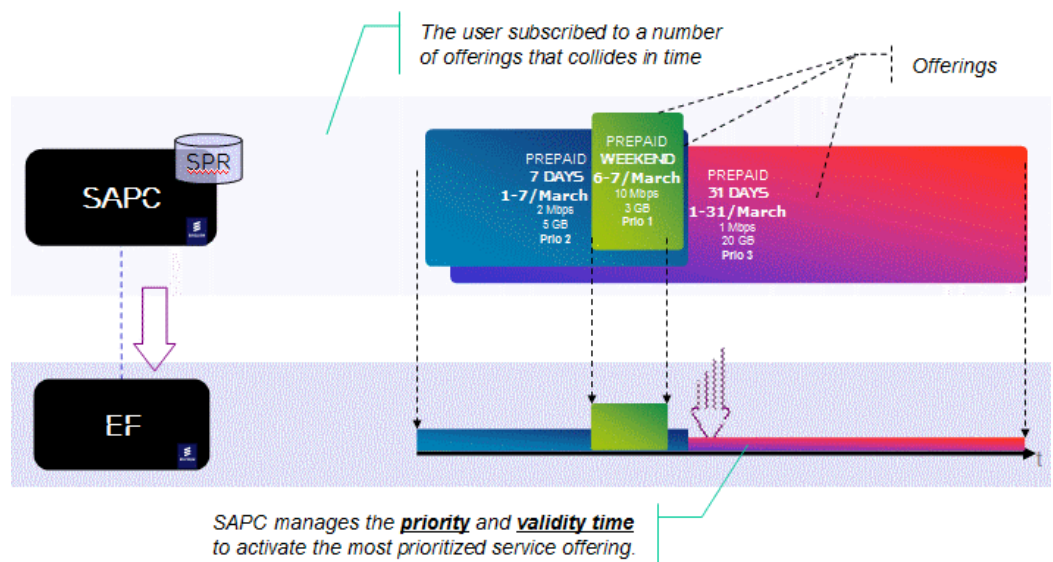 The user subscribed to a number
of offerings that collides in time
Offerings
SPR
SAPC
PREPAID
7 DAYS
1-7/March
2 Mbps
5 GB
Prio 2
PREPAID
WEEKEND
6-7/March
10 Mbps
3 GB
Prio 1
PREPAID
31 DAYS
1-31/March
1 Mbps
20 GB
Prio 3
EF
t
SAPC manages the priority and validity time
to activate the most prioritized service offering.